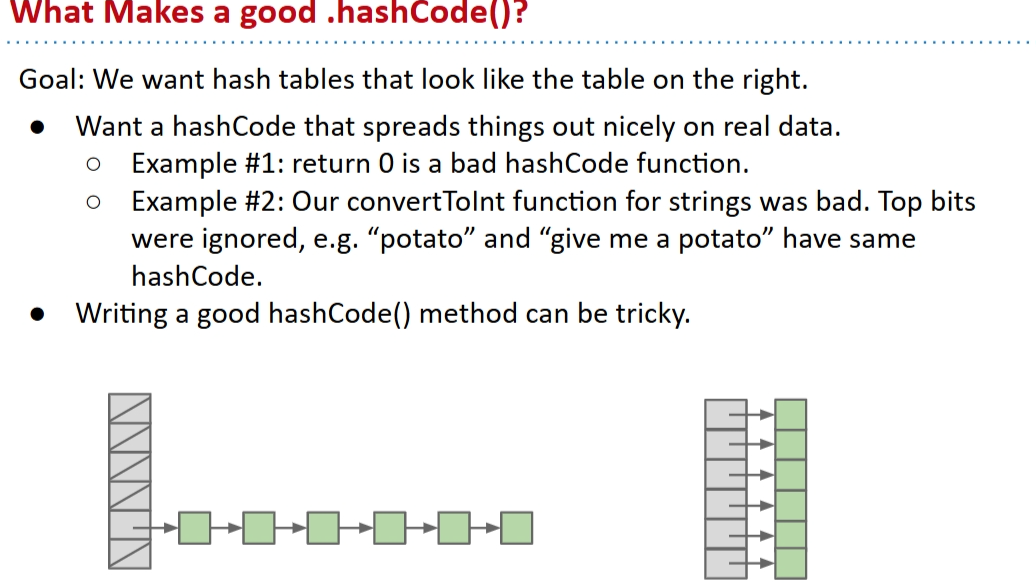 What Makes a good .hashCode()?
Goal: We want hash tables that look like the table on the right.
● Want a hashCode that spreads things out nicely on real data.
○ Example #1: return 0 is a bad hashCode function.
○ Example #2: Our convertToInt function for strings was bad. Top bits
were ignored, e.g. “potato” and “give me a potato” have same
hashCode.
● Writing a good hashCode() method can be tricky.